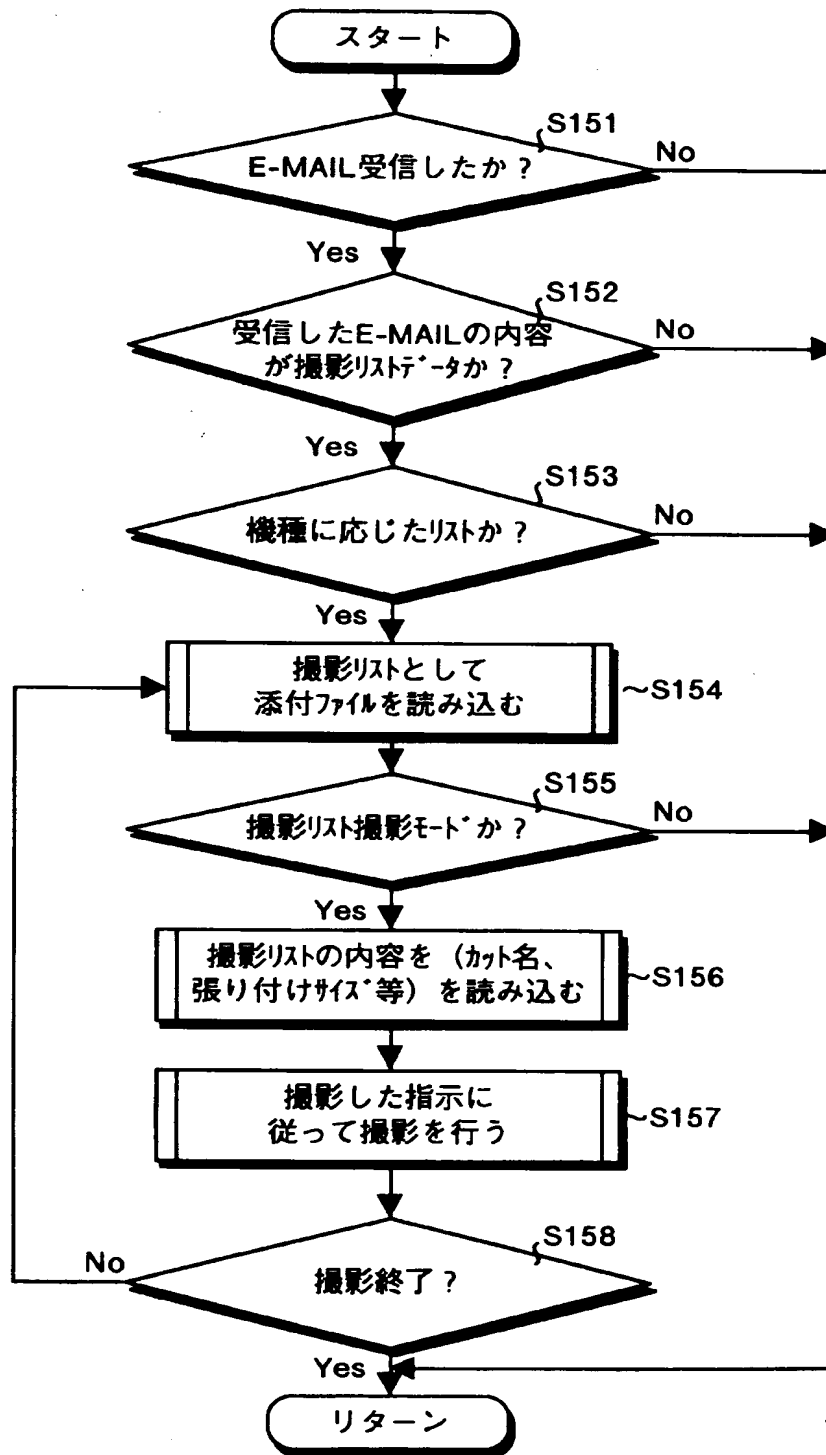 スタート
S151
E-MAIL受信したか？
No
Yes
S152
受信したE-MAILの内容
が撮影リストデータか？
No
Yes
S153
機種に応じたリストか？
No
Yes
撮影リストとして
添付ファイルを読み込む
～S154
S155
撮影リスト撮影モードか？
No
Yes
撮影リストの内容を（カット名、
張り付けサイズ等）を読み込む
～S156
撮影した指示に
従って撮影を行う
～S157
S158
撮影終了？
No
Yes
リターン